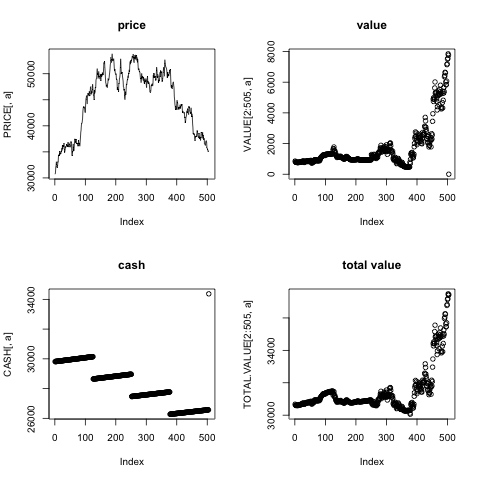 price
PRICE[, a]
30000 40000 50000
0 100 200 300 400 500
Index
value
VALUE[2:505, a]
0 2000 4000 6000 8000
0 100 200 300 400 500
Index
cash
CASH[, a]
26000 30000 34000
0 100 200 300 400 500
Index
total value
TOTAL.VALUE[2:505, a]
30000 34000
0 100 200 300 400 500
Index